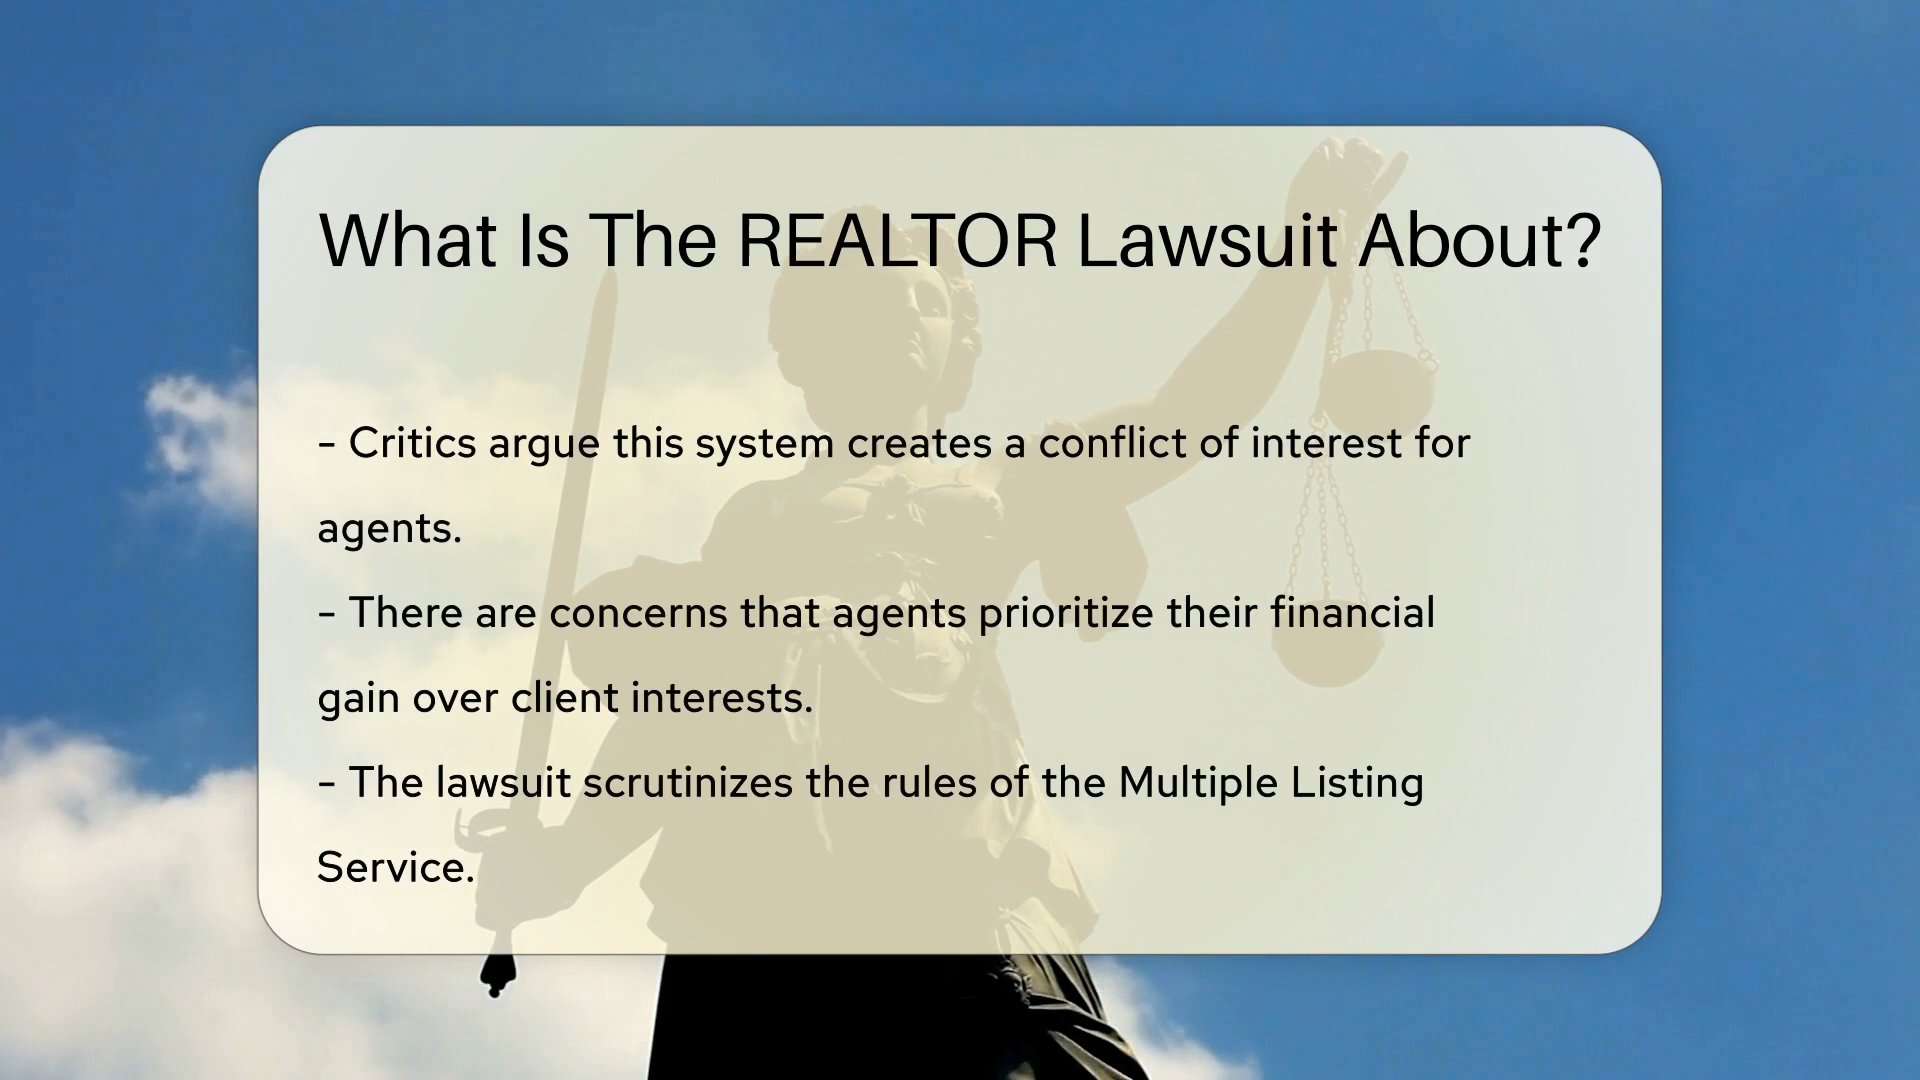 What Is The REALTOR Lawsuit About?
- Critics argue this system creates a conflict of interest for
agents.
- There are concerns that agents prioritize their financial
gain over client interests.
- The lawsuit scrutinizes the rules of the Multiple Listing
Service.